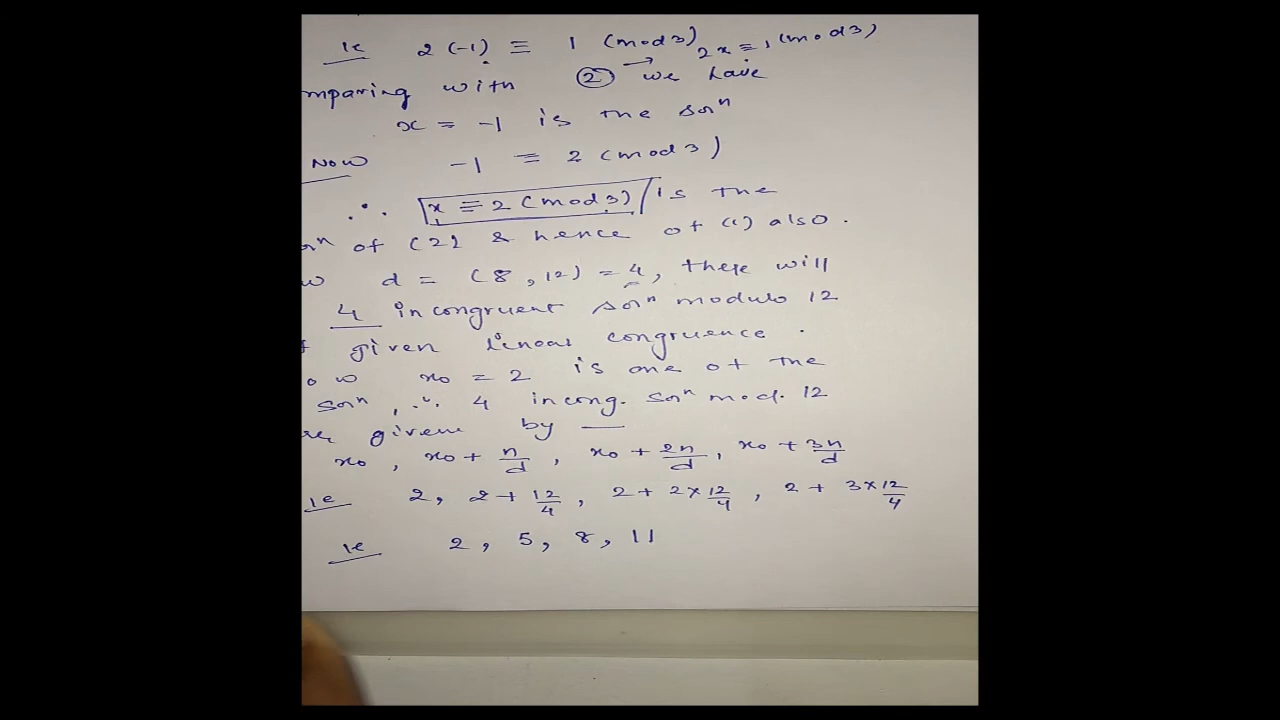 ie 2(-1) ≡ 1 (mod 3) 2x ≡ 1 (mod 3)
mparing with ② → we have
x = -1 is the solⁿ
Now -1 ≡ 2 (mod 3)
∴ x ≡ 2 (mod 3) is the
olⁿ of (2) & hence of (1) also.
w d = (8, 12) = 4, there will
4 incongruent solⁿ modulo 12
f given linear congruence.
ow x₀ = 2 is one of the
solⁿ, ∴ 4 incong. solⁿ mod. 12
re given by —
x₀, x₀ + n/d, x₀ + 2n/d, x₀ + 3n/d
ie 2, 2 + 12/4, 2 + 2×12/4, 2 + 3×12/4
ie 2, 5, 8, 11